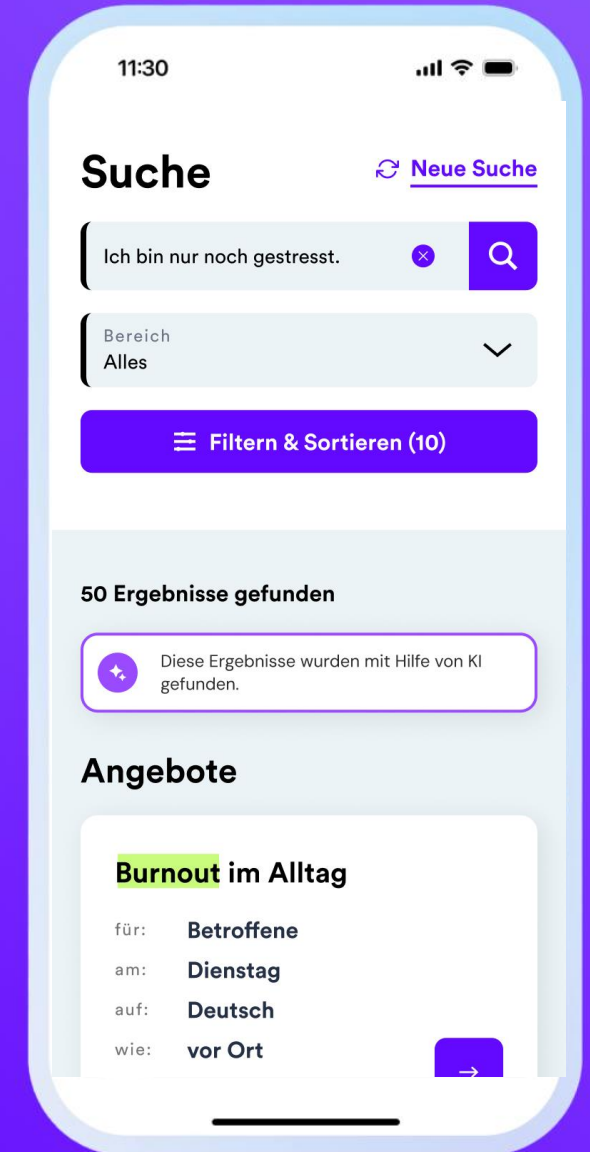 11:30
Suche
Neue Suche
Ich bin nur noch gestresst.
Bereich
Alles
Filtern & Sortieren (10)
50 Ergebnisse gefunden
Diese Ergebnisse wurden mit Hilfe von KI
gefunden.
Angebote
Burnout im Alltag
für: Betroffene
am: Dienstag
auf: Deutsch
wie: vor Ort